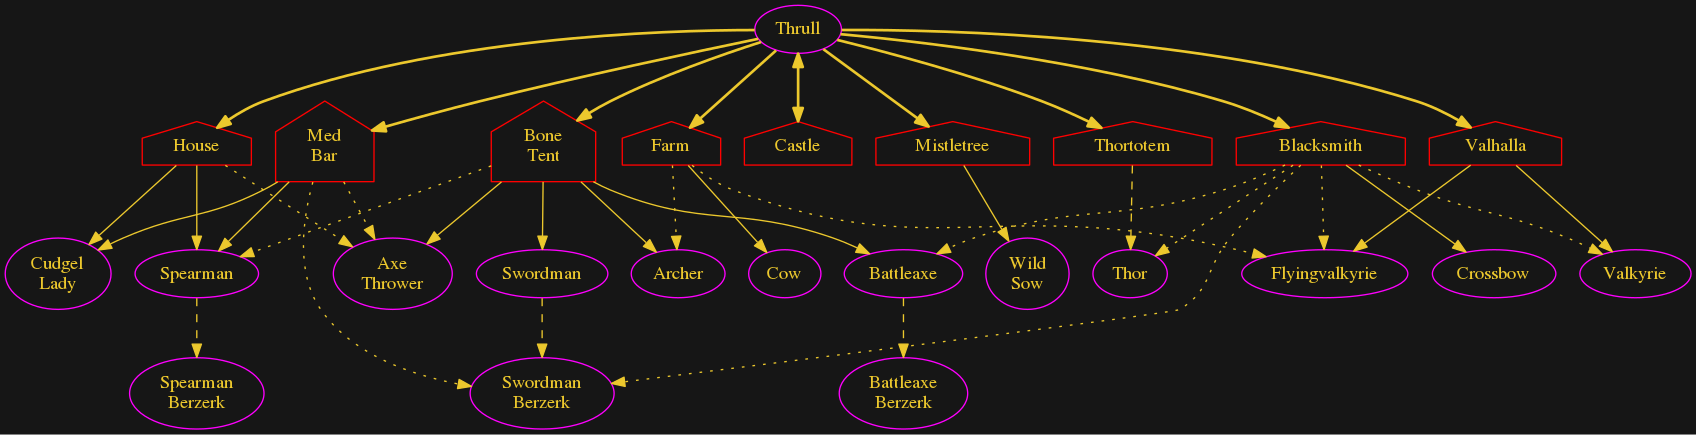 Thrull
House
Med
Bar
Bone
Tent
Farm
Castle
Mistletree
Thortotem
Blacksmith
Valhalla
Cudgel
Lady
Spearman
Axe
Thrower
Swordman
Archer
Cow
Battleaxe
Wild
Sow
Thor
Flyingvalkyrie
Crossbow
Valkyrie
Spearman
Berzerk
Swordman
Berzerk
Battleaxe
Berzerk